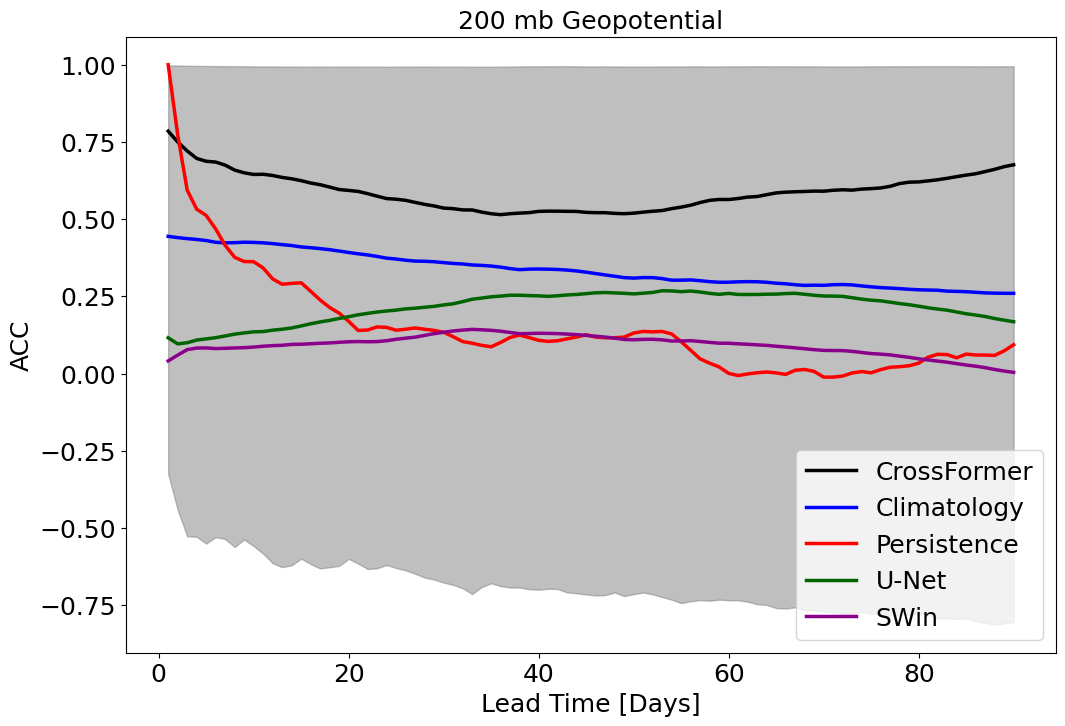 200 mb Geopotential
ACC
1.00
0.75
0.50
0.25
0.00
−0.25
−0.50
−0.75
CrossFormer
Climatology
Persistence
U-Net
SWin
0 20 40 60 80
Lead Time [Days]